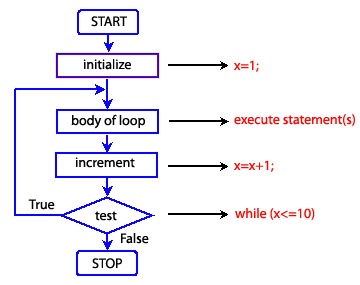 START
initialize
x=1;
body of loop
execute statement(s)
increment
x=x+1;
True
test
while (x<=10)
False
STOP